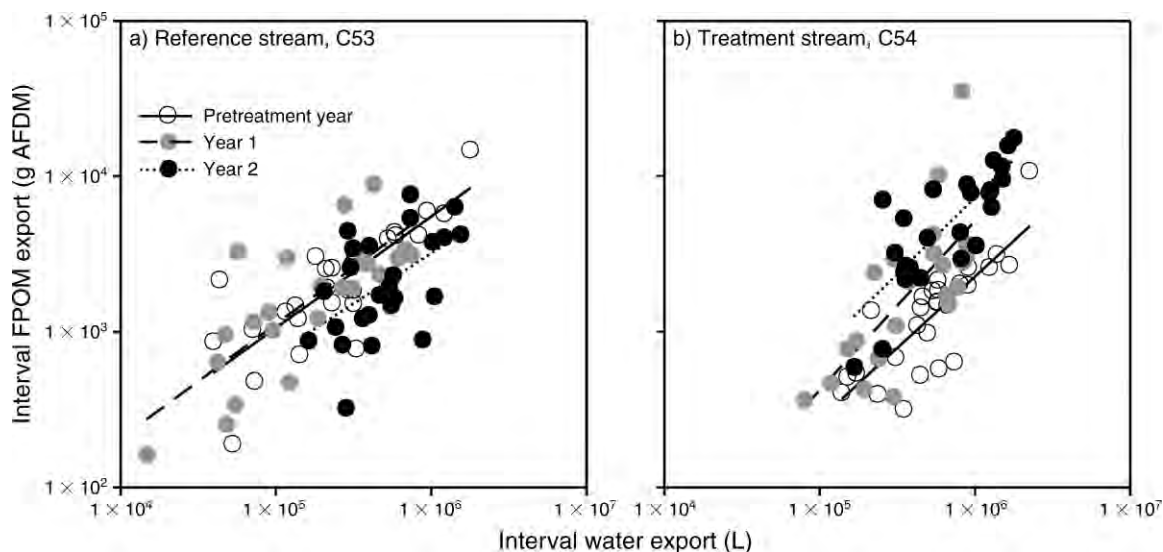 1 × 10⁵
a) Reference stream, C53
b) Treatment stream, C54
Pretreatment year
Year 1
Year 2
1 × 10⁴
1 × 10³
1 × 10²
Interval FPOM export (g AFDM)
1 × 10⁴
1 × 10⁵
1 × 10⁶
1 × 10⁷
1 × 10⁴
1 × 10⁵
1 × 10⁶
1 × 10⁷
Interval water export (L)